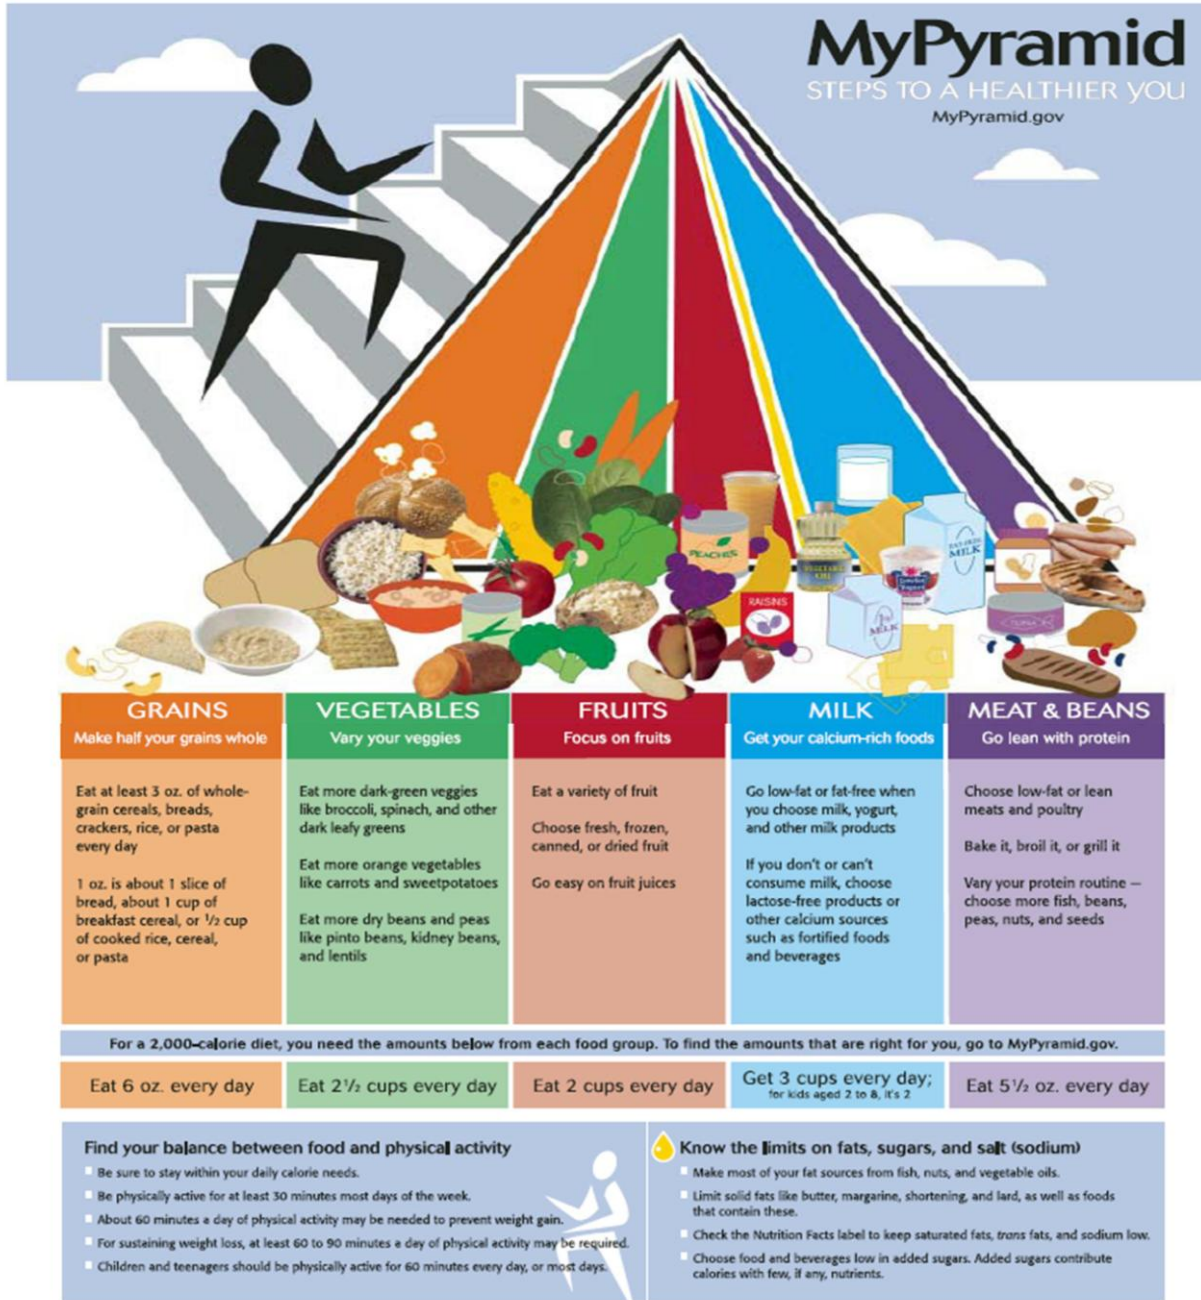 MyPyramid
STEPS TO A HEALTHIER YOU
MyPyramid.gov
PEACHES
VEGETABLE
OIL
RAISINS
FAT-FREE
MILK
Low-fat
Yogurt
1%
MILK
TUNA
GRAINS
Make half your grains whole
Eat at least 3 oz. of whole-
grain cereals, breads,
crackers, rice, or pasta
every day
1 oz. is about 1 slice of
bread, about 1 cup of
breakfast cereal, or 1/2 cup
of cooked rice, cereal,
or pasta
VEGETABLES
Vary your veggies
Eat more dark-green veggies
like broccoli, spinach, and other
dark leafy greens
Eat more orange vegetables
like carrots and sweetpotatoes
Eat more dry beans and peas
like pinto beans, kidney beans,
and lentils
FRUITS
Focus on fruits
Eat a variety of fruit
Choose fresh, frozen,
canned, or dried fruit
Go easy on fruit juices
MILK
Get your calcium-rich foods
Go low-fat or fat-free when
you choose milk, yogurt,
and other milk products
If you don't or can't
consume milk, choose
lactose-free products or
other calcium sources
such as fortified foods
and beverages
MEAT & BEANS
Go lean with protein
Choose low-fat or lean
meats and poultry
Bake it, broil it, or grill it
Vary your protein routine —
choose more fish, beans,
peas, nuts, and seeds
For a 2,000-calorie diet, you need the amounts below from each food group. To find the amounts that are right for you, go to MyPyramid.gov.
Eat 6 oz. every day
Eat 2 1/2 cups every day
Eat 2 cups every day
Get 3 cups every day;
for kids aged 2 to 8, it's 2
Eat 5 1/2 oz. every day
Find your balance between food and physical activity
Be sure to stay within your daily calorie needs.
Be physically active for at least 30 minutes most days of the week.
About 60 minutes a day of physical activity may be needed to prevent weight gain.
For sustaining weight loss, at least 60 to 90 minutes a day of physical activity may be required.
Children and teenagers should be physically active for 60 minutes every day, or most days.
Know the limits on fats, sugars, and salt (sodium)
Make most of your fat sources from fish, nuts, and vegetable oils.
Limit solid fats like butter, margarine, shortening, and lard, as well as foods
that contain these.
Check the Nutrition Facts label to keep saturated fats, trans fats, and sodium low.
Choose food and beverages low in added sugars. Added sugars contribute
calories with few, if any, nutrients.